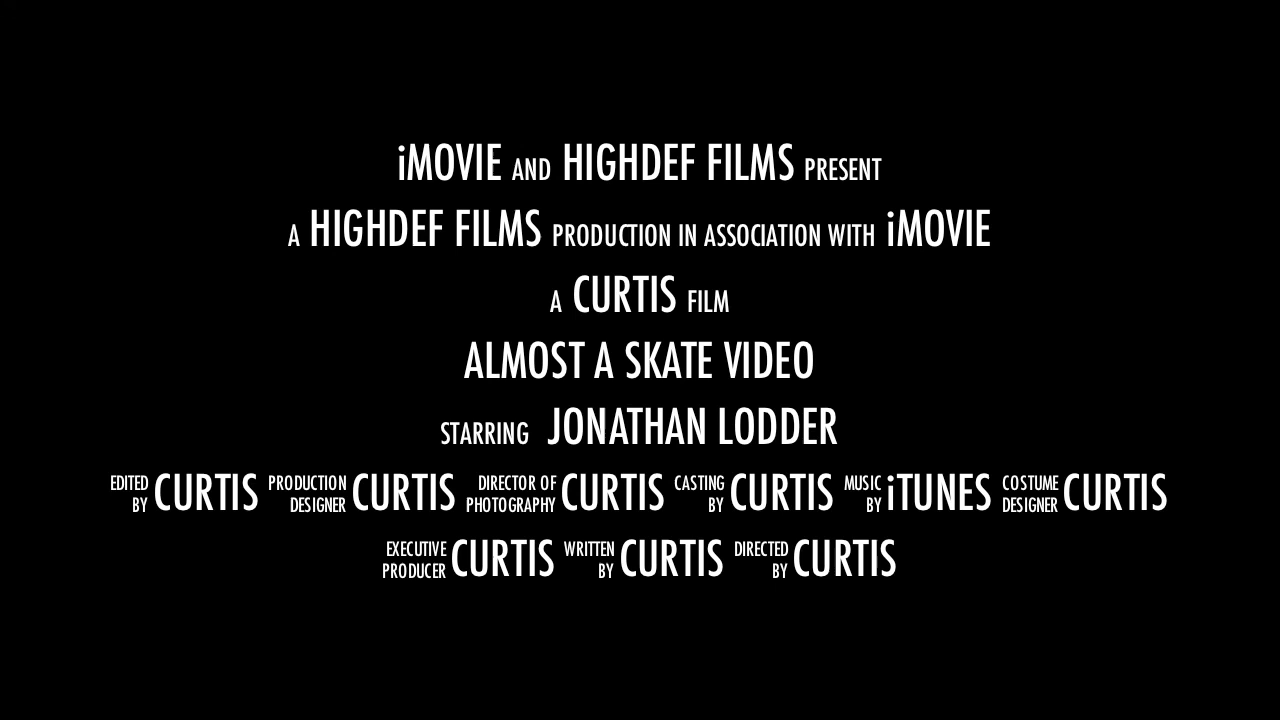 iMOVIE AND HIGHDEF FILMS PRESENT
A HIGHDEF FILMS PRODUCTION IN ASSOCIATION WITH iMOVIE
A CURTIS FILM
ALMOST A SKATE VIDEO
STARRING JONATHAN LODDER
EDITED BY CURTIS PRODUCTION DESIGNER CURTIS DIRECTOR OF PHOTOGRAPHY CURTIS CASTING BY CURTIS MUSIC BY iTUNES COSTUME DESIGNER CURTIS
EXECUTIVE PRODUCER CURTIS WRITTEN BY CURTIS DIRECTED BY CURTIS